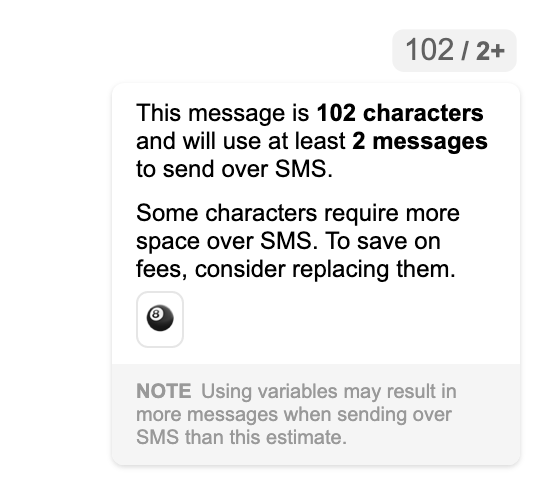 102 / 2+
This message is 102 characters
and will use at least 2 messages
to send over SMS.
Some characters require more
space over SMS. To save on
fees, consider replacing them.
🎱
NOTE Using variables may result in
more messages when sending over
SMS than this estimate.